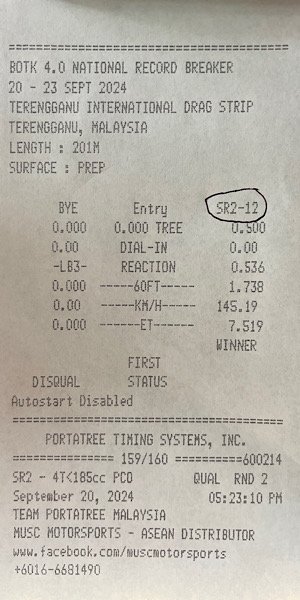 ================================
BOTK 4.0 NATIONAL RECORD BREAKER
20 - 23 SEPT 2024
TERENGGANU INTERNATIONAL DRAG STRIP
TERENGGANU, MALAYSIA
LENGTH : 201M
SURFACE : PREP
BYE Entry SR2-12
0.000 0.000 TREE 0.500
0.00 DIAL-IN 0.00
-LB3- REACTION 0.536
0.000 ------60FT------ 1.738
0.00 ------KM/H------ 145.19
0.000 -------ET------- 7.519
WINNER
FIRST
DISQUAL STATUS
Autostart Disabled
================================
PORTATREE TIMING SYSTEMS, INC.
=============== 159/160 ==========600214
SR2 - 4T<185cc PCO QUAL RND 2
September 20, 2024 05:23:10 PM
TEAM PORTATREE MALAYSIA
MUSC MOTORSPORTS - ASEAN DISTRIBUTOR
www.facebook.com/muscmotorsports
+6016-6681490